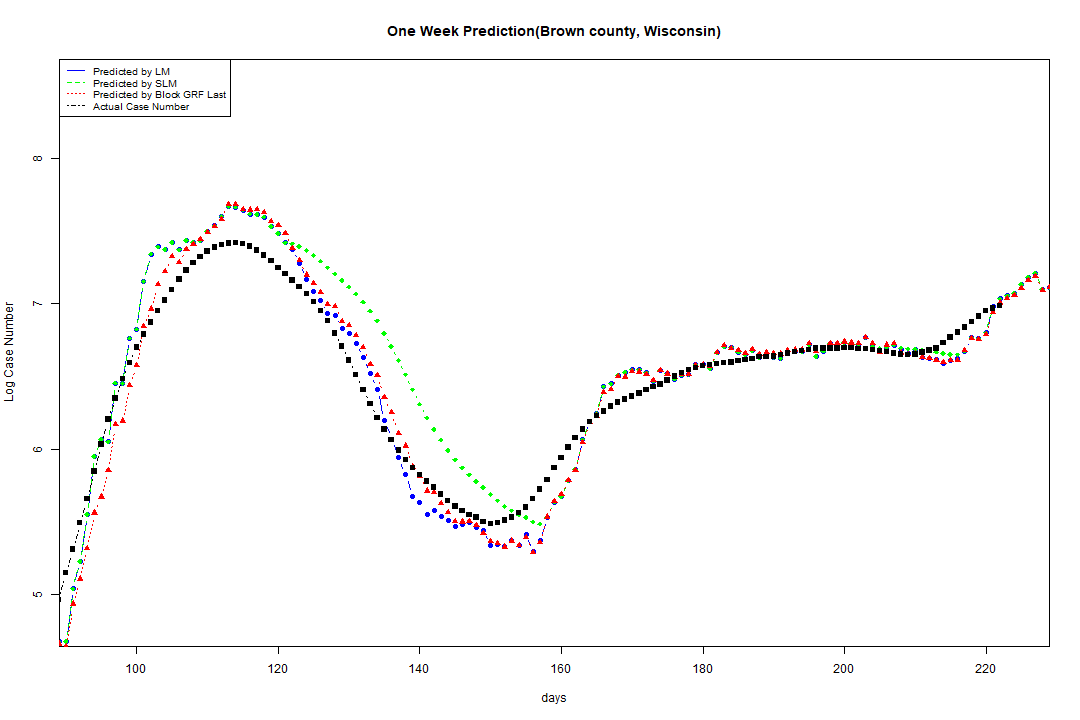 One Week Prediction(Brown county, Wisconsin)
Predicted by LM
Predicted by SLM
Predicted by Block GRF Last
Actual Case Number
Log Case Number
8
7
6
5
100 120 140 160 180 200 220
days